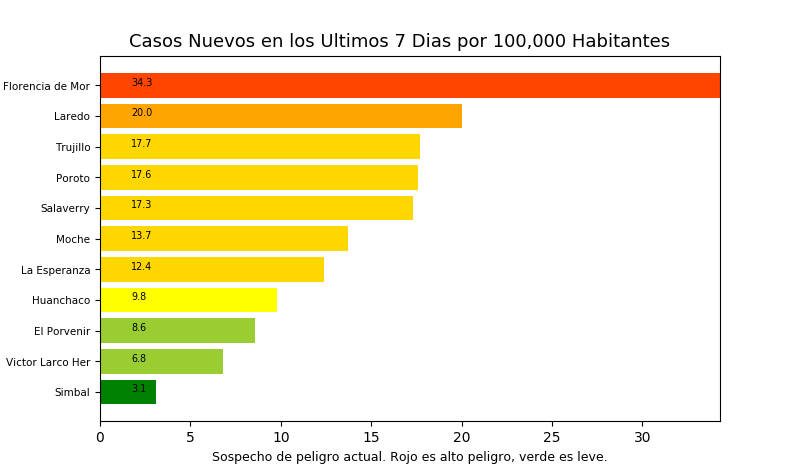 Casos Nuevos en los Ultimos 7 Dias por 100,000 Habitantes
Florencia de Mor 34.3
Laredo 20.0
Trujillo 17.7
Poroto 17.6
Salaverry 17.3
Moche 13.7
La Esperanza 12.4
Huanchaco 9.8
El Porvenir 8.6
Victor Larco Her 6.8
Simbal 3.1
0 5 10 15 20 25 30
Sospecho de peligro actual. Rojo es alto peligro, verde es leve.